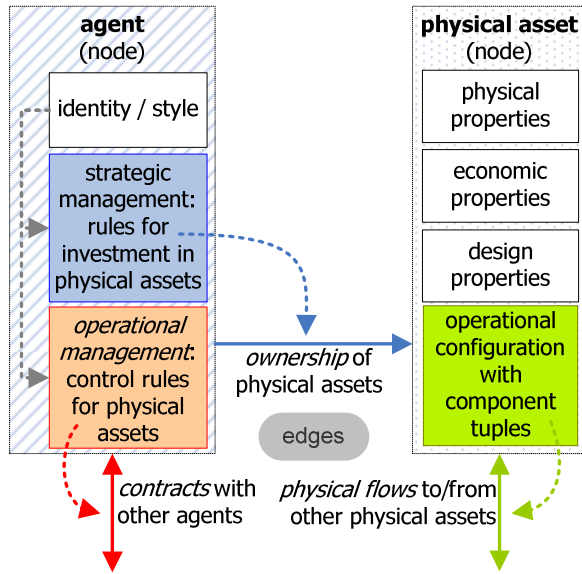 agent
(node)
identity / style
strategic
management:
rules for
investment in
physical assets
operational
management:
control rules
for physical
assets
physical asset
(node)
physical
properties
economic
properties
design
properties
operational
configuration
with
component
tuples
ownership of
physical assets
edges
contracts with
other agents
physical flows to/from
other physical assets